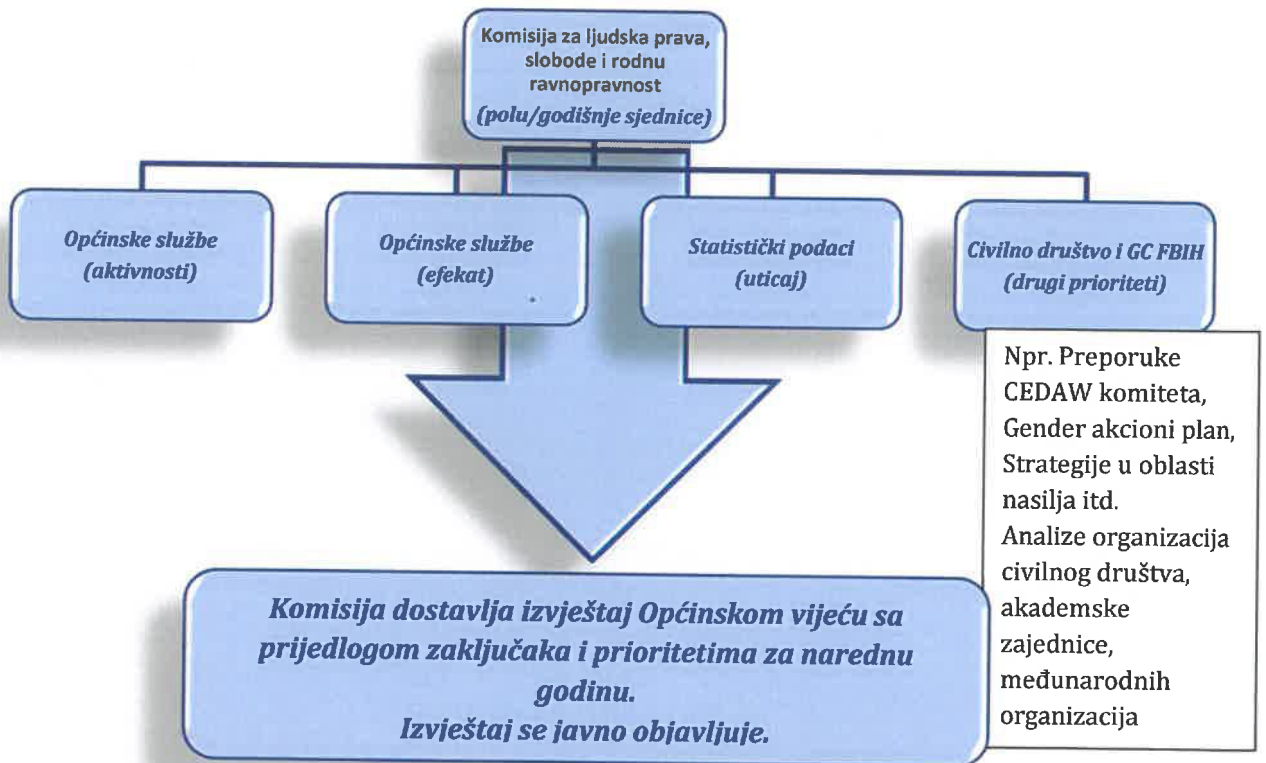 Komisija za ljudska prava,
slobode i rodnu
ravnopravnost
(polu/godišnje sjednice)
Općinske službe
(aktivnosti)
Općinske službe
(efekat)
Statistički podaci
(uticaj)
Civilno društvo i GC FBIH
(drugi prioriteti)
Npr. Preporuke
CEDAW komiteta,
Gender akcioni plan,
Strategije u oblasti
nasilja itd.
Analize organizacija
civilnog društva,
akademske
zajednice,
međunarodnih
organizacija
Komisija dostavlja izvještaj Općinskom vijeću sa
prijedlogom zaključaka i prioritetima za narednu
godinu.
Izvještaj se javno objavljuje.